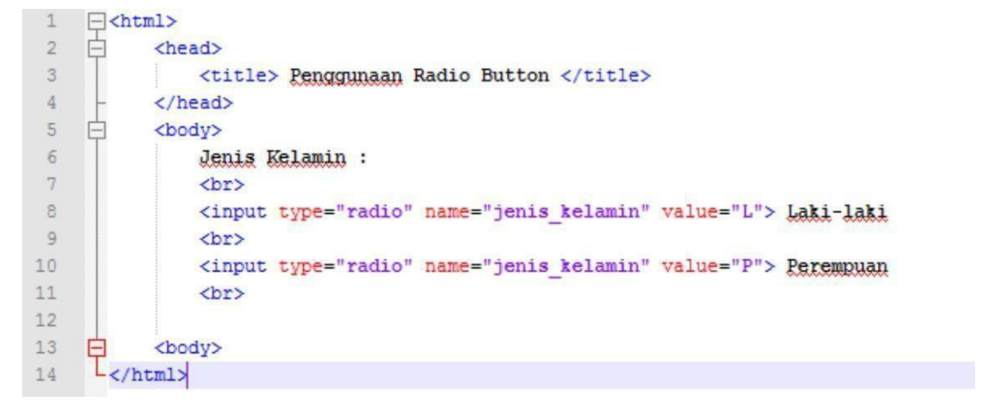 1 <html>
2 <head>
3 <title> Penggunaan Radio Button </title>
4 </head>
5 <body>
6 Jenis Kelamin :
7 <br>
8 <input type="radio" name="jenis_kelamin" value="L"> Laki-laki
9 <br>
10 <input type="radio" name="jenis_kelamin" value="P"> Perempuan
11 <br>
12
13 <body>
14 </html>